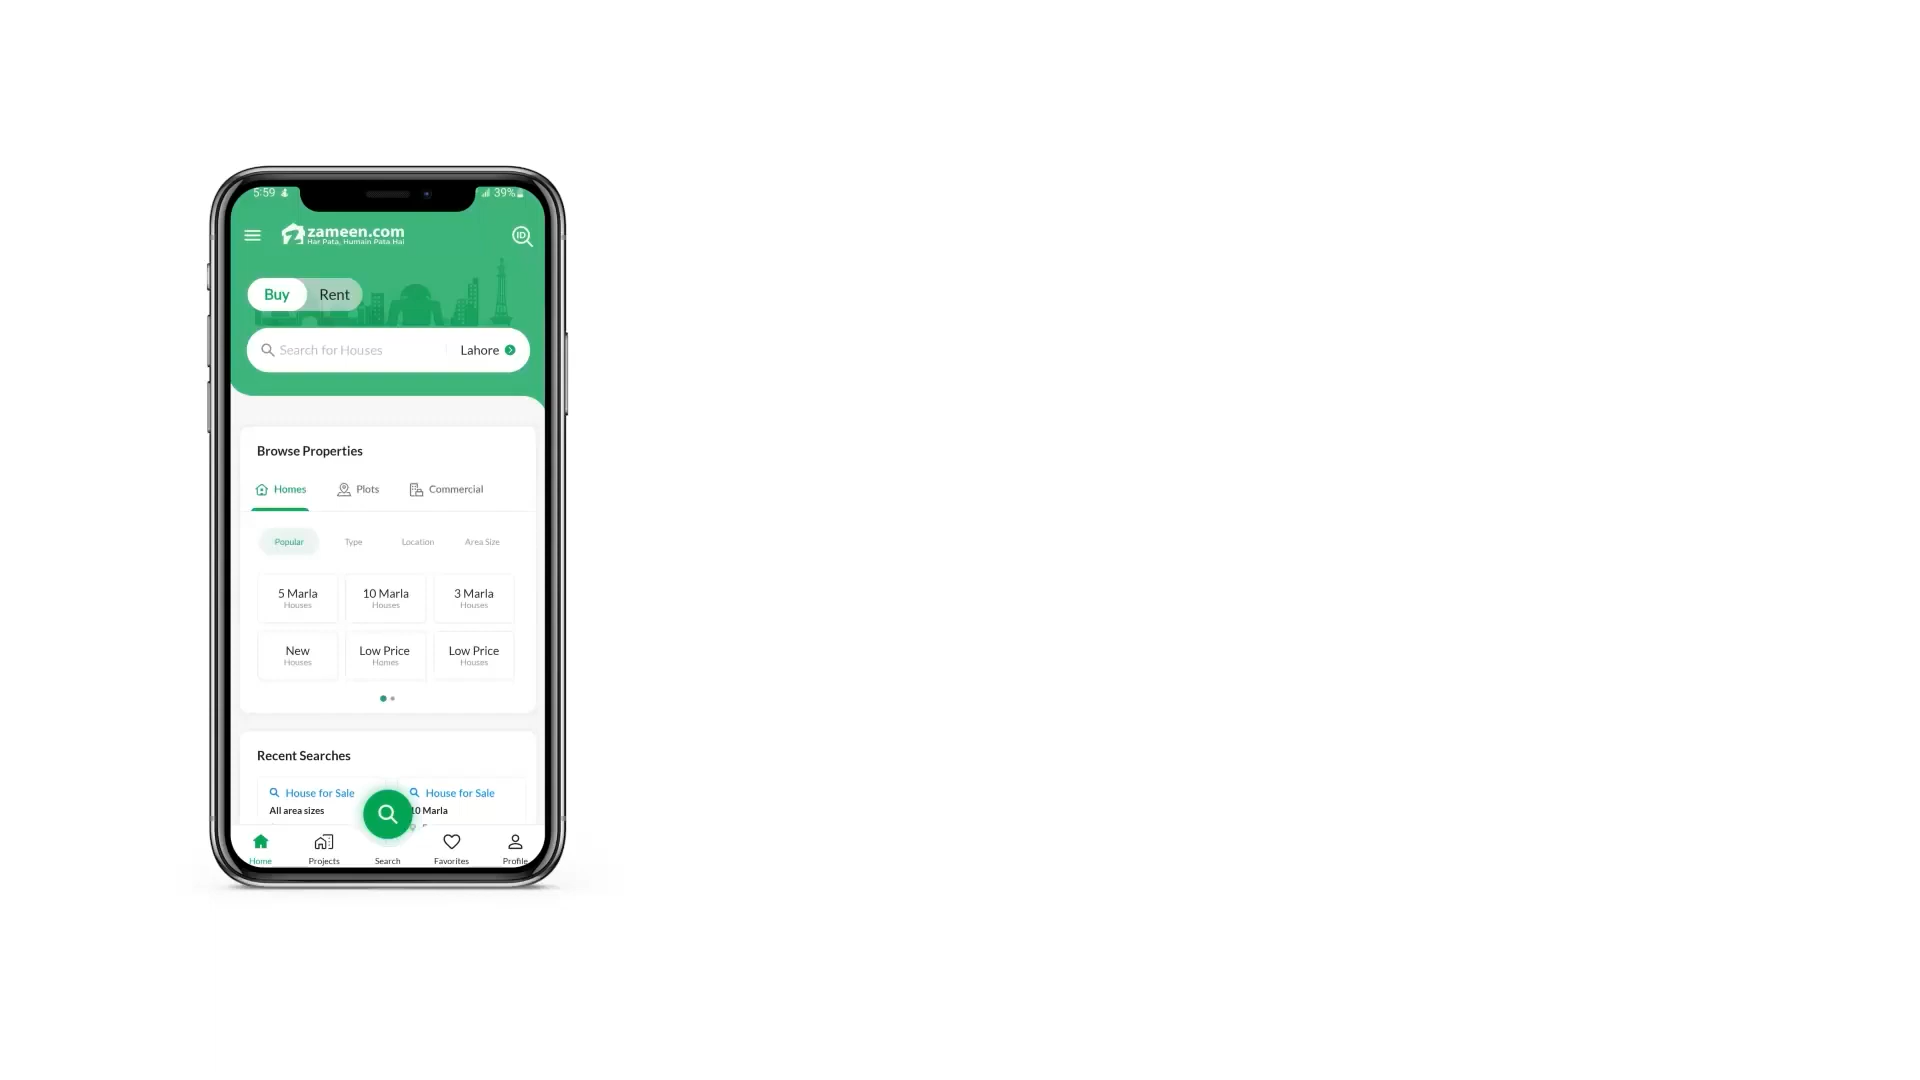 5:59
39%
zameen.com
Har Pata, Humain Pata Hai
ID
Buy Rent
Search for Houses Lahore
Browse Properties
Homes Plots Commercial
Popular Type Location Area Size
5 Marla 10 Marla 3 Marla
Houses Houses Houses
New Low Price Low Price
Houses Homes Houses
Recent Searches
House for Sale House for Sale
All area sizes 10 Marla
Home Projects Search Favorites Profile